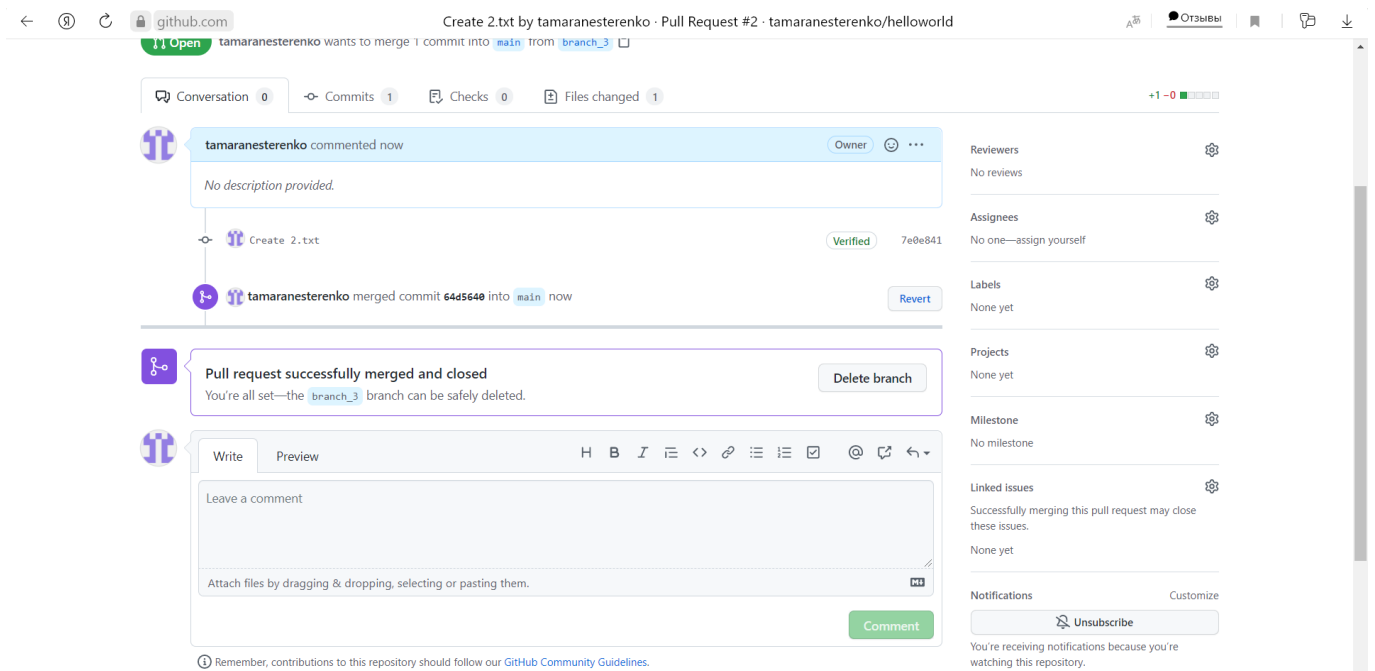 github.com
Create 2.txt by tamaranesterenko · Pull Request #2 · tamaranesterenko/helloworld
Отзывы
Open
tamaranesterenko wants to merge 1 commit into main from branch_3
Conversation 0
Commits 1
Checks 0
Files changed 1
+1 −0
tamaranesterenko commented now
Owner
No description provided.
Create 2.txt
Verified
7e0e841
tamaranesterenko merged commit 64d5640 into main now
Revert
Pull request successfully merged and closed
You're all set—the branch_3 branch can be safely deleted.
Delete branch
Write
Preview
H B I
Leave a comment
Attach files by dragging & dropping, selecting or pasting them.
Comment
Remember, contributions to this repository should follow our GitHub Community Guidelines.
Reviewers
No reviews
Assignees
No one—assign yourself
Labels
None yet
Projects
None yet
Milestone
No milestone
Linked issues
Successfully merging this pull request may close
these issues.
None yet
Notifications
Customize
Unsubscribe
You're receiving notifications because you're
watching this repository.